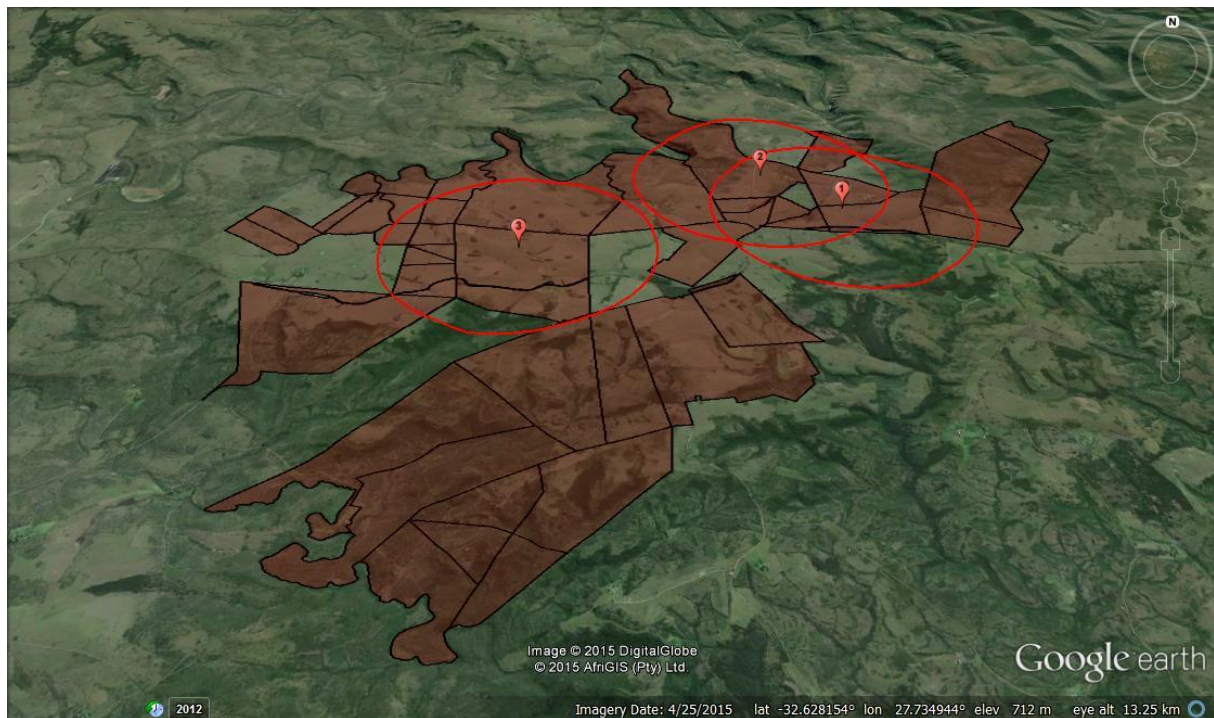 N
2
1
3
Image © 2015 DigitalGlobe
© 2015 AfriGIS (Pty) Ltd.
Google earth
2012
Imagery Date: 4/25/2015 lat -32.628154° lon 27.734944° elev 712 m eye alt 13.25 km